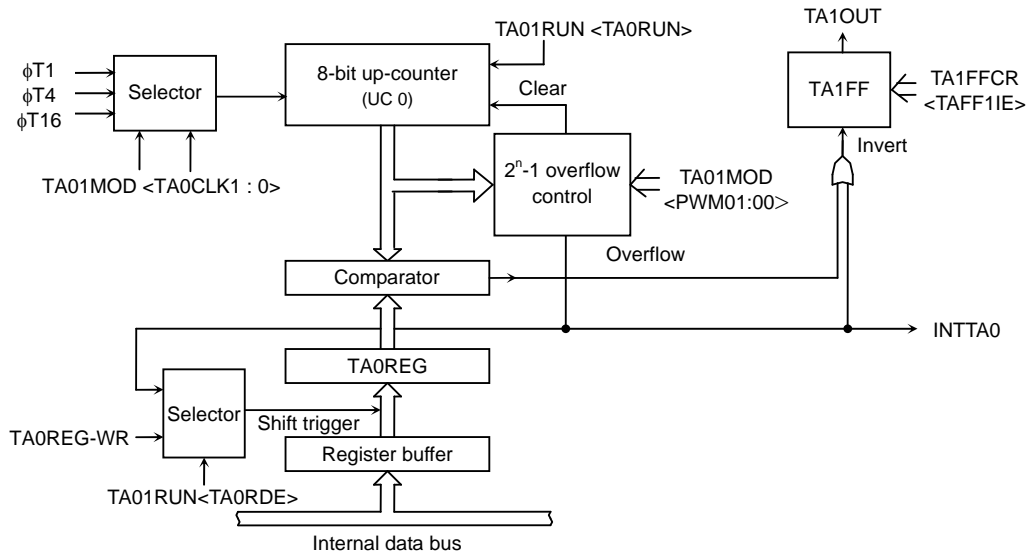 TA01RUN <TA0RUN>
TA1OUT
ϕT1
ϕT4
ϕT16
Selector
8-bit up-counter
(UC 0)
Clear
TA1FF
TA1FFCR
<TAFF1IE>
Invert
TA01MOD <TA0CLK1 : 0>
2ⁿ-1 overflow
control
TA01MOD
<PWM01:00>
Overflow
Comparator
INTTA0
TA0REG
Selector
Shift trigger
TA0REG-WR
Register buffer
TA01RUN<TA0RDE>
Internal data bus